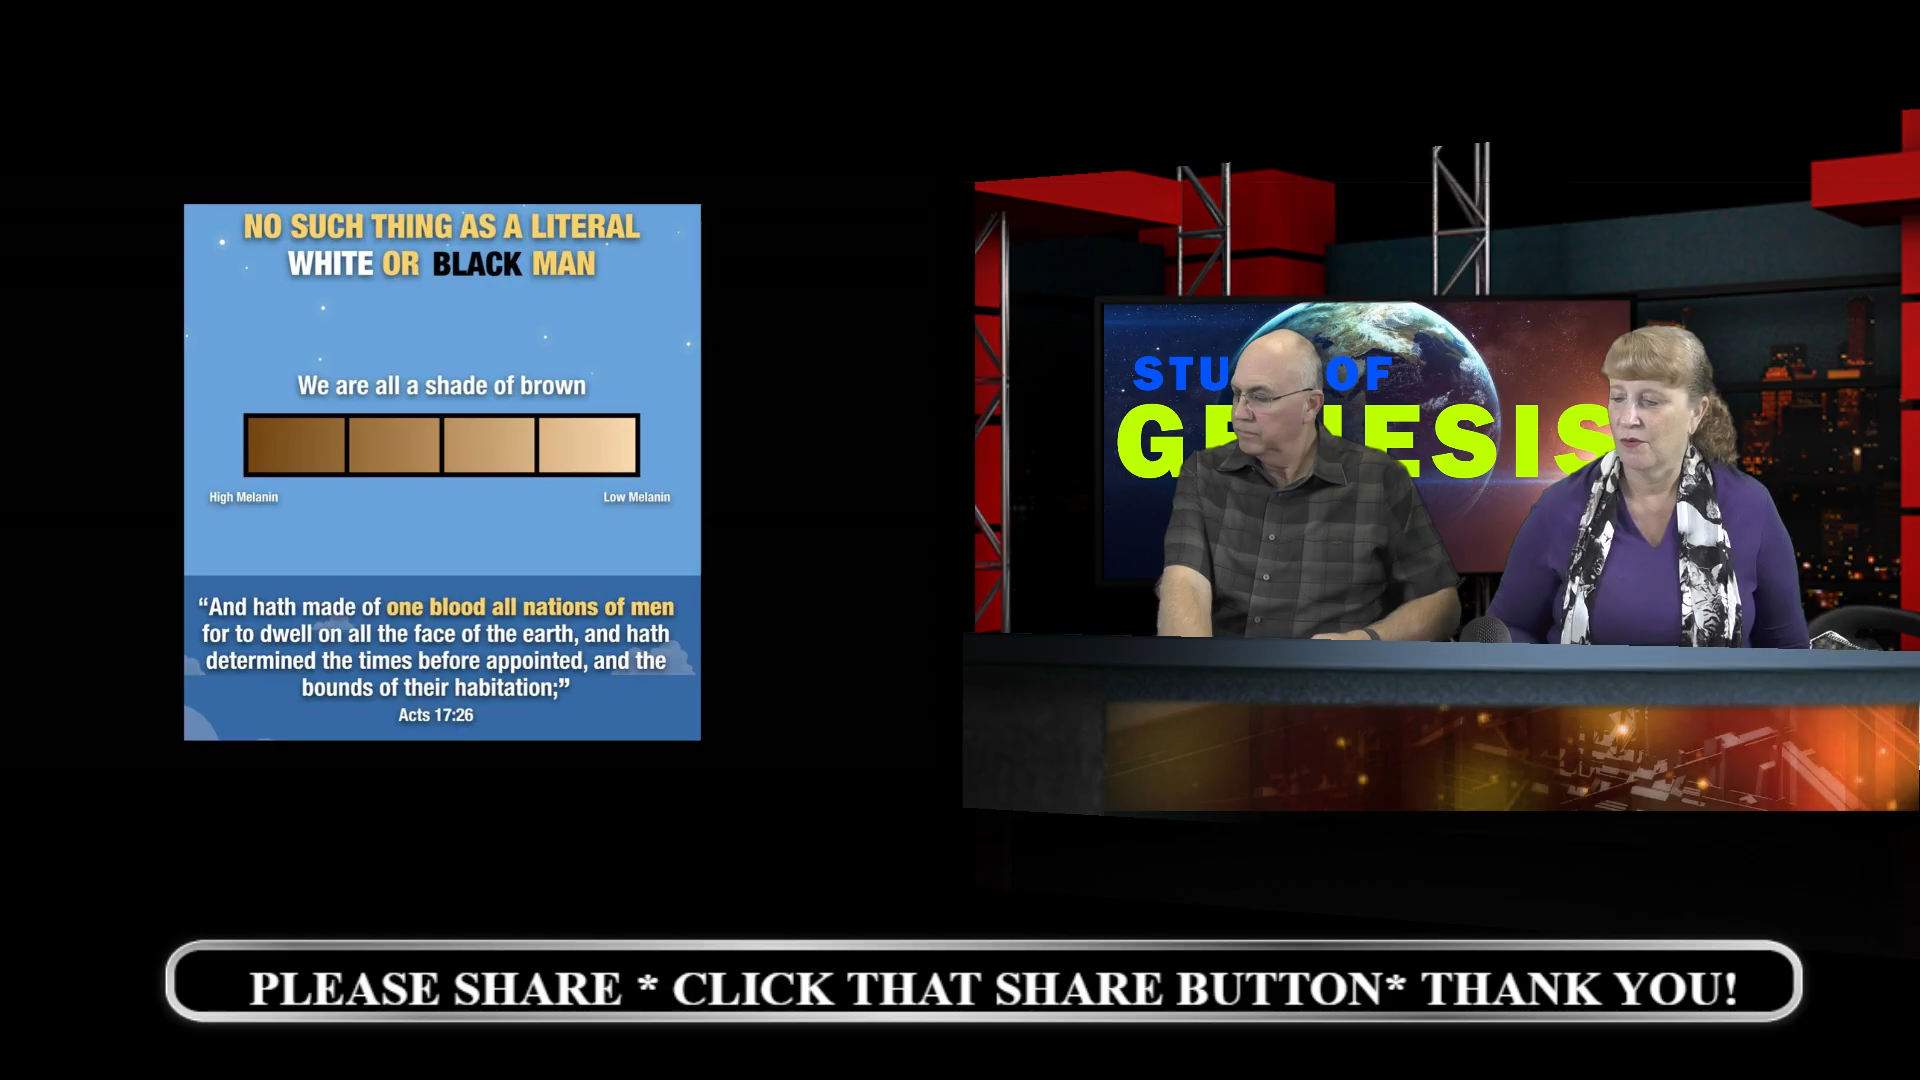 NO SUCH THING AS A LITERAL
WHITE OR BLACK MAN
We are all a shade of brown
High Melanin
Low Melanin
“And hath made of one blood all nations of men
for to dwell on all the face of the earth, and hath
determined the times before appointed, and the
bounds of their habitation;”
Acts 17:26
STU OF
GENESIS
PLEASE SHARE * CLICK THAT SHARE BUTTON* THANK YOU!